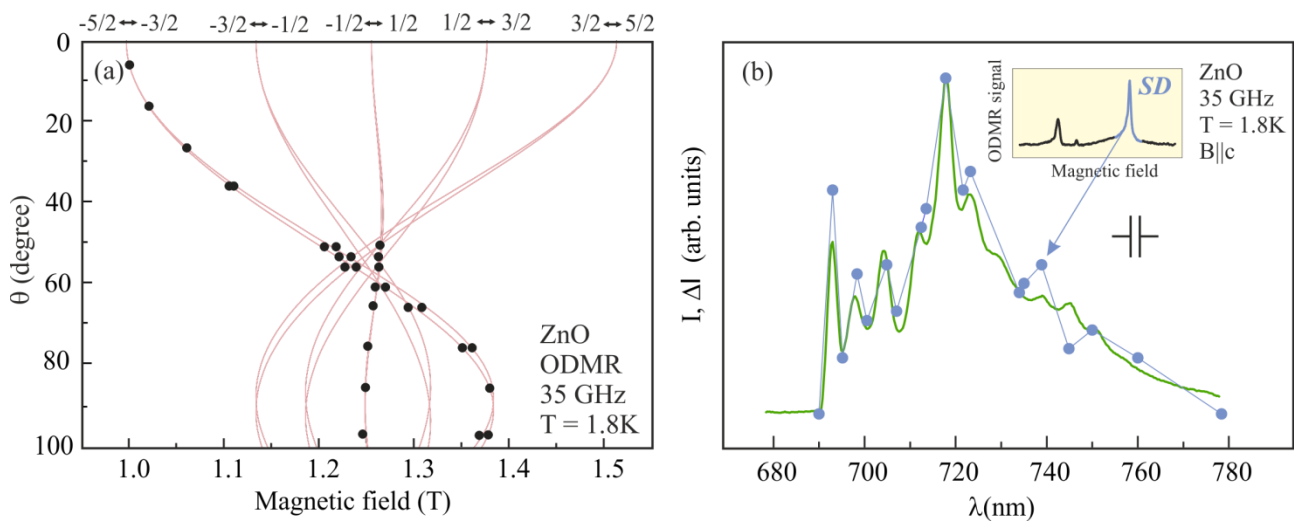 -5/2 ↔ -3/2 -3/2 ↔ -1/2 -1/2 ↔ 1/2 1/2 ↔ 3/2 3/2 ↔ 5/2
(a)
0
20
40
60
80
100
θ (degree)
ZnO
ODMR
35 GHz
T = 1.8K
1.0 1.1 1.2 1.3 1.4 1.5
Magnetic field (T)
(b)
I, ΔI (arb. units)
ODMR signal
SD
Magnetic field
ZnO
35 GHz
T = 1.8K
B||c
680 700 720 740 760 780
λ(nm)